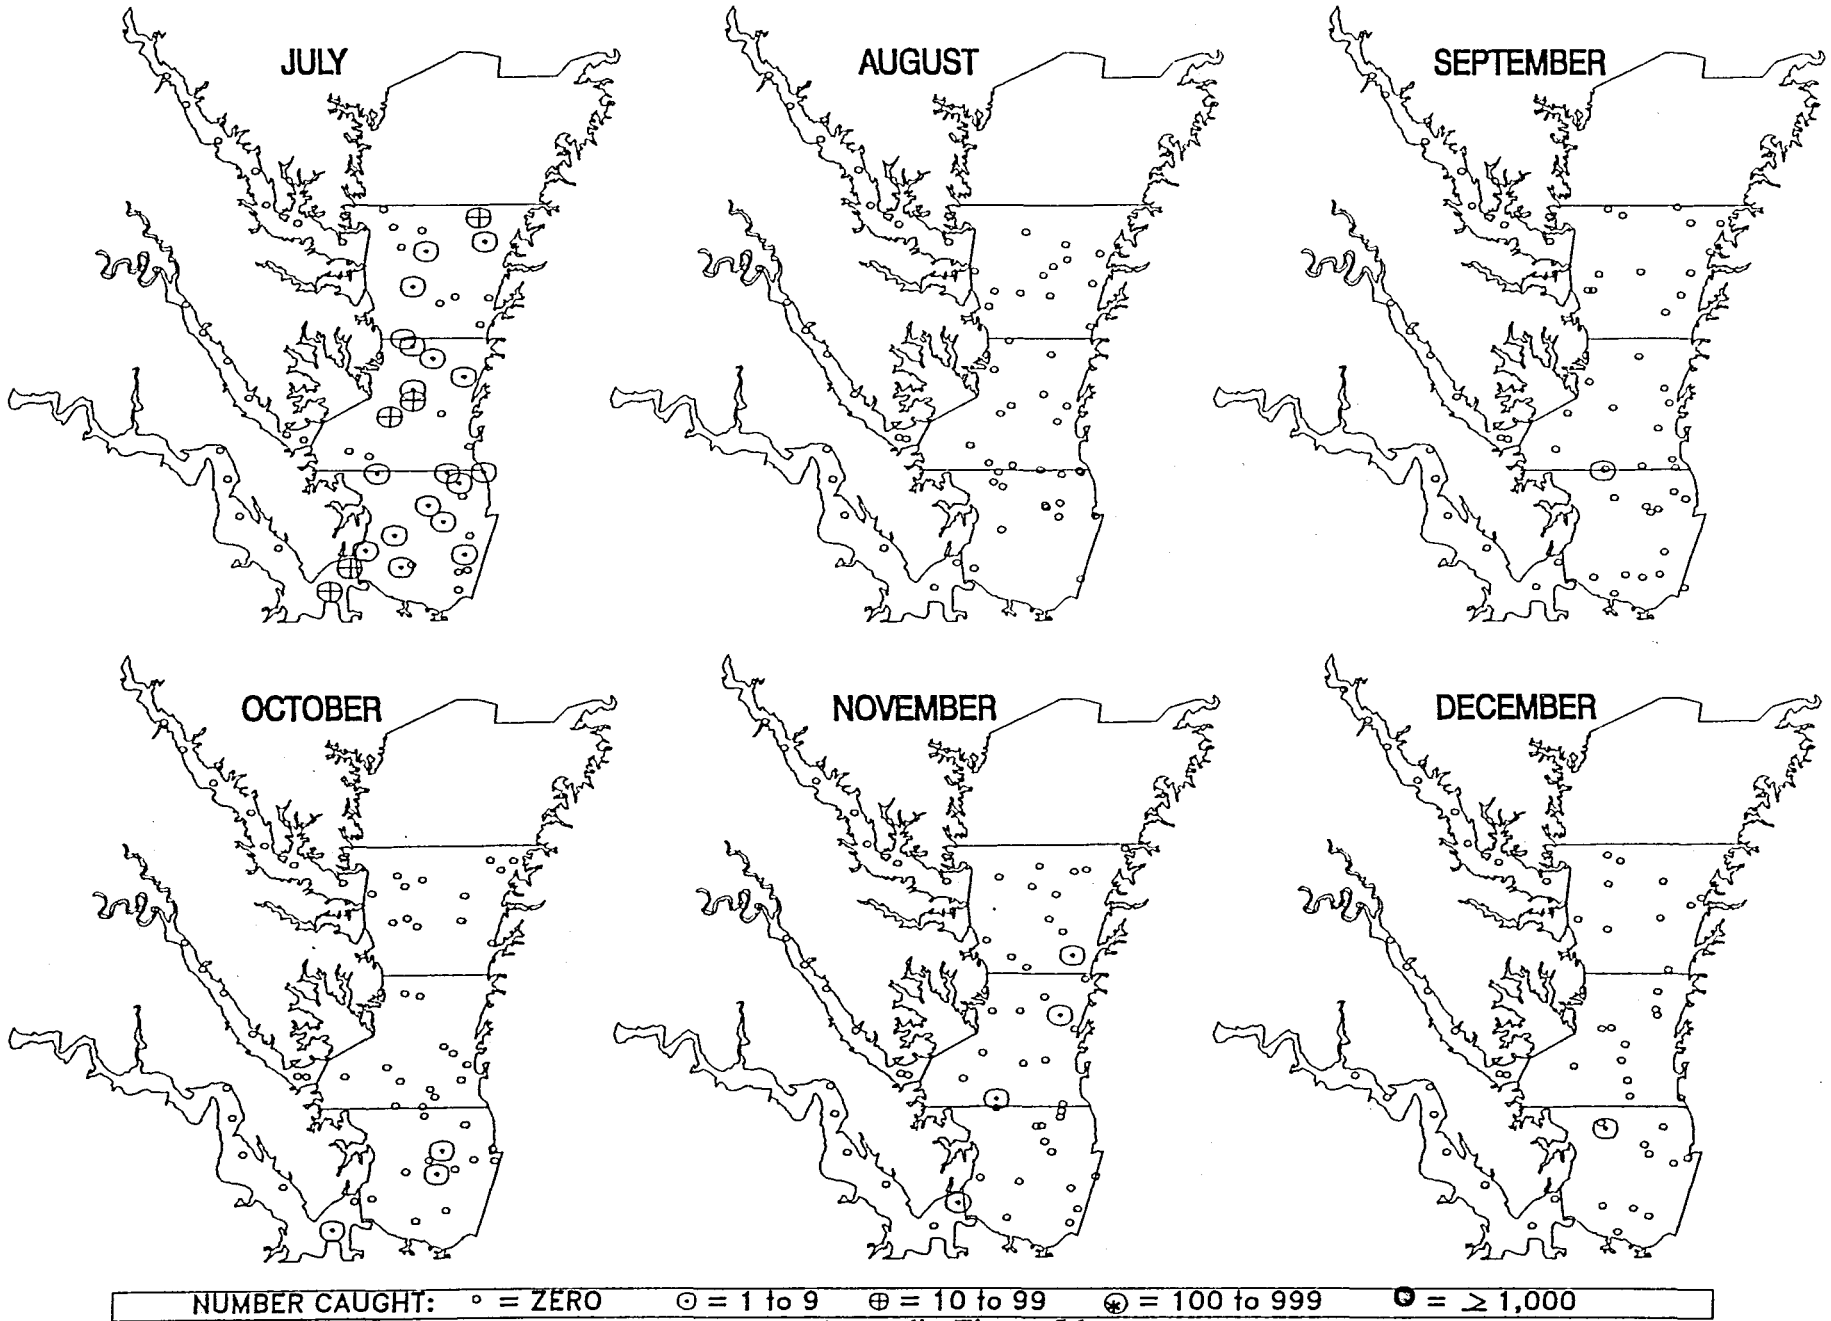 JULY
AUGUST
SEPTEMBER
OCTOBER
NOVEMBER
DECEMBER
NUMBER CAUGHT: = ZERO = 1 to 9 = 10 to 99 = 100 to 999 = ≥ 1,000